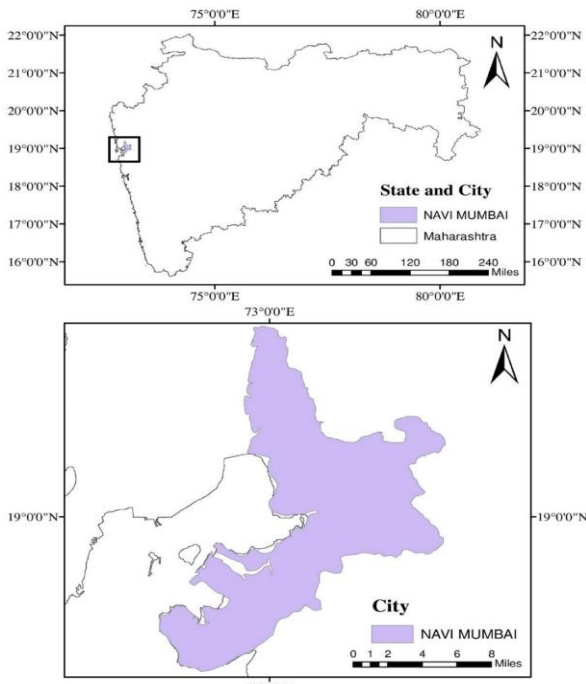 75°0'0"E 80°0'0"E
22°0'0"N
21°0'0"N
20°0'0"N
19°0'0"N
18°0'0"N
17°0'0"N
16°0'0"N
N
22°0'0"N
21°0'0"N
20°0'0"N
19°0'0"N
18°0'0"N
17°0'0"N
16°0'0"N
State and City
NAVI MUMBAI
Maharashtra
0 30 60 120 180 240
Miles
75°0'0"E 80°0'0"E
73°0'0"E
N
19°0'0"N 19°0'0"N
City
NAVI MUMBAI
0 1 2 4 6 8
Miles